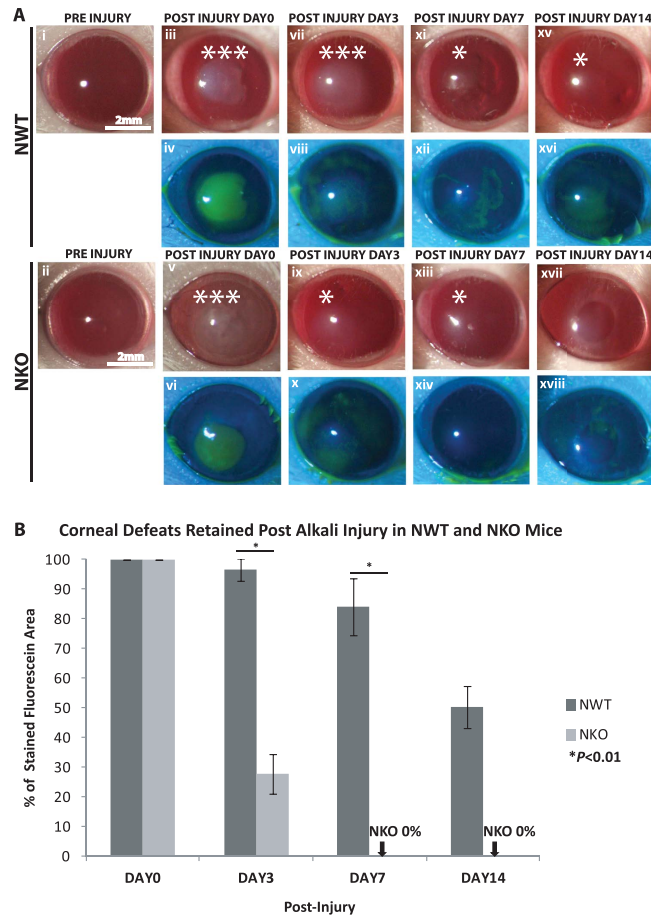 A
PRE INJURY POST INJURY DAY0 POST INJURY DAY3 POST INJURY DAY7 POST INJURY DAY14
i iii *** vii *** xi * xv *
2mm
NWT
iv viii xii xvi
PRE INJURY POST INJURY DAY0 POST INJURY DAY3 POST INJURY DAY7 POST INJURY DAY14
ii v *** ix * xiii * xvii
2mm
NKO
vi x xiv xviii
B Corneal Defeats Retained Post Alkali Injury in NWT and NKO Mice
% of Stained Fluorescein Area
100
90
80
70
60
50
40
30
20
10
0
*
*
NKO 0%
NKO 0%
NWT
NKO
*P<0.01
DAY0 DAY3 DAY7 DAY14
Post-Injury